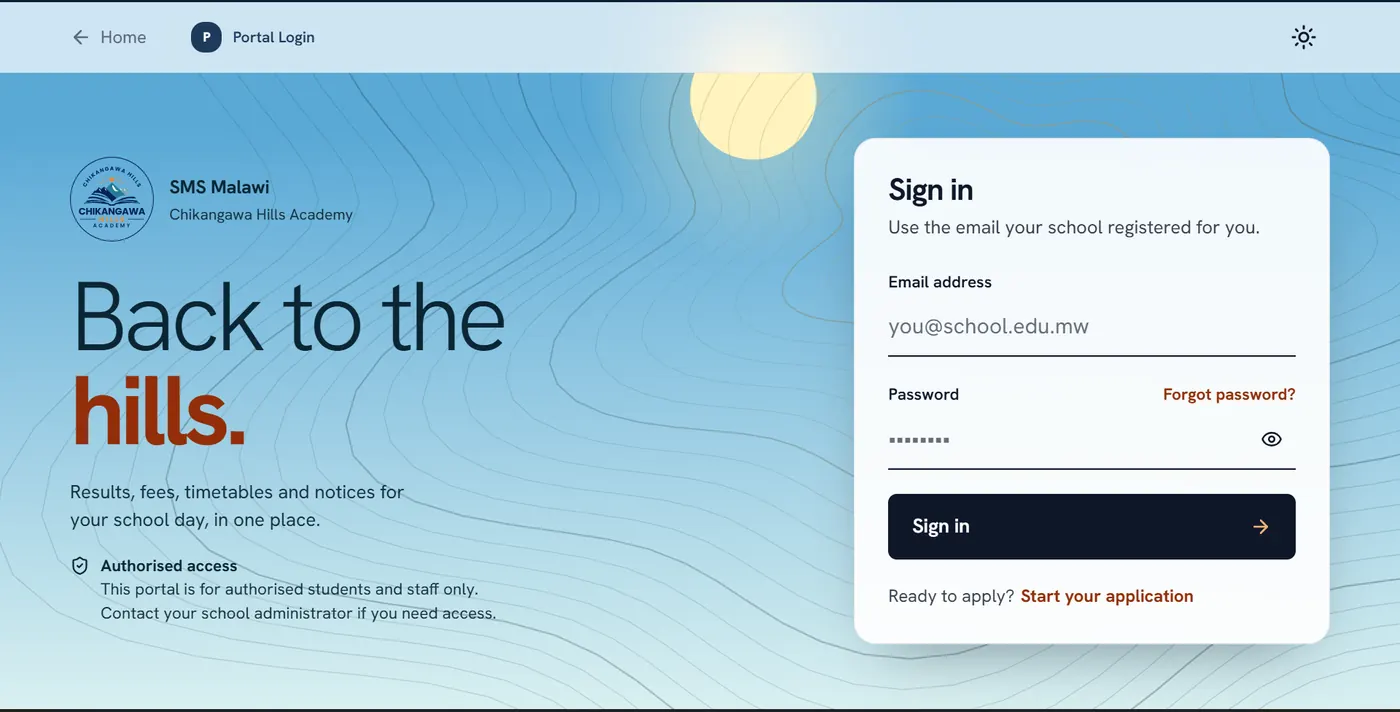 Home
P
Portal Login
CHIKANGAWA HILLS
CHIKANGAWA
ACADEMY
SMS Malawi
Chikangawa Hills Academy
Back to the
hills.
Results, fees, timetables and notices for
your school day, in one place.
Authorised access
This portal is for authorised students and staff only.
Contact your school administrator if you need access.
Sign in
Use the email your school registered for you.
Email address
you@school.edu.mw
Password
Forgot password?
Sign in
Ready to apply? Start your application